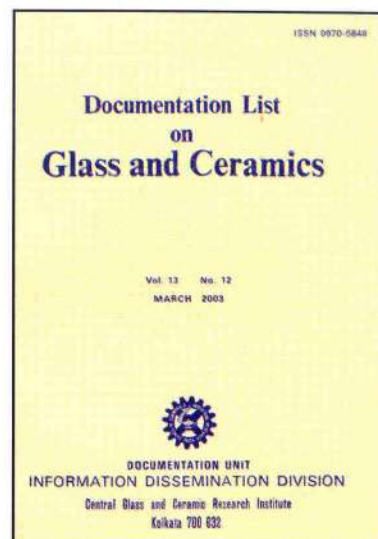 ISSN 0970-5848
Documentation List
on
Glass and Ceramics
Vol. 13 No. 12
MARCH 2003
DOCUMENTATION UNIT
INFORMATION DISSEMINATION DIVISION
Central Glass and Ceramic Research Institute
Kolkata 700 032